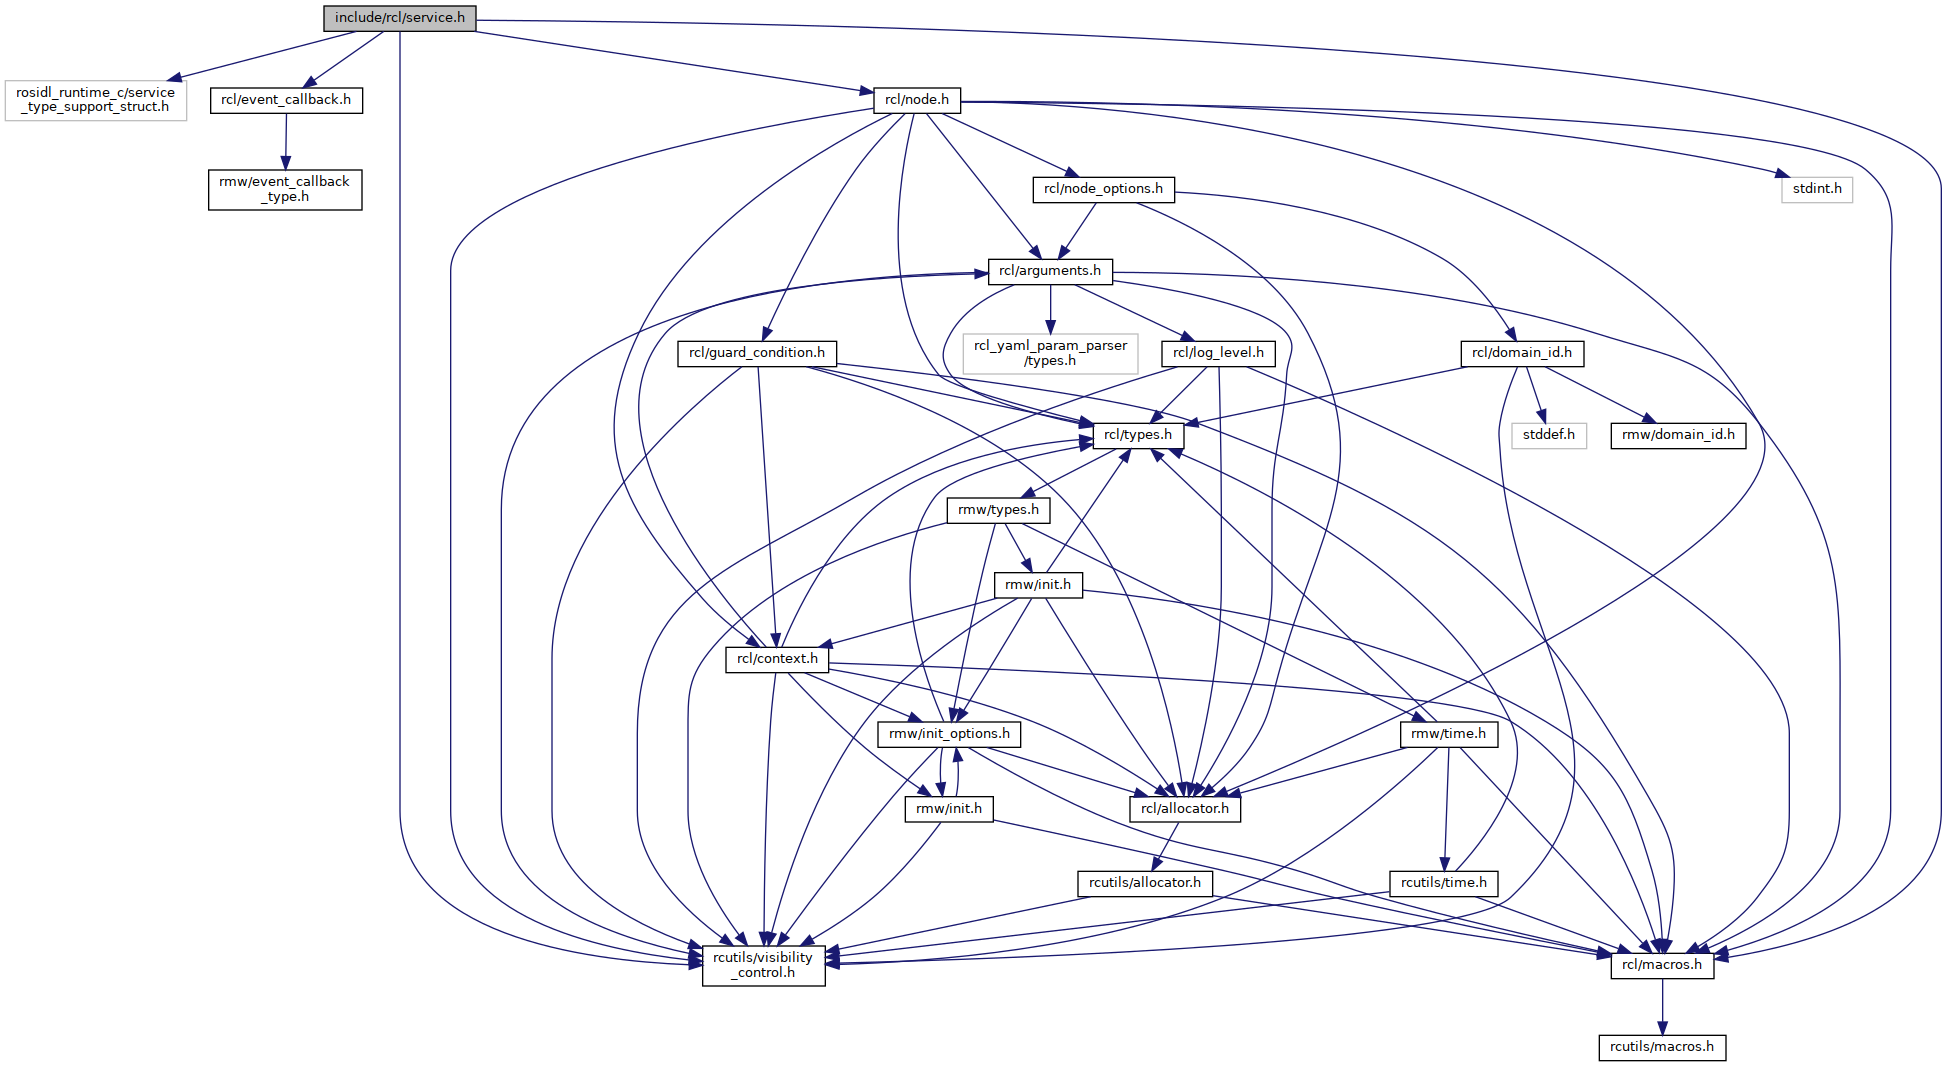 include/rcl/service.h
rosidl_runtime_c/service
_type_support_struct.h
rcl/event_callback.h
rcl/node.h
rmw/event_callback
_type.h
rcl/node_options.h
stdint.h
rcl/arguments.h
rcl/guard_condition.h
rcl_yaml_param_parser
/types.h
rcl/log_level.h
rcl/domain_id.h
rcl/types.h
stddef.h
rmw/domain_id.h
rmw/types.h
rmw/init.h
rcl/context.h
rmw/init_options.h
rmw/time.h
rmw/init.h
rcl/allocator.h
rcutils/allocator.h
rcutils/time.h
rcutils/visibility
_control.h
rcl/macros.h
rcutils/macros.h